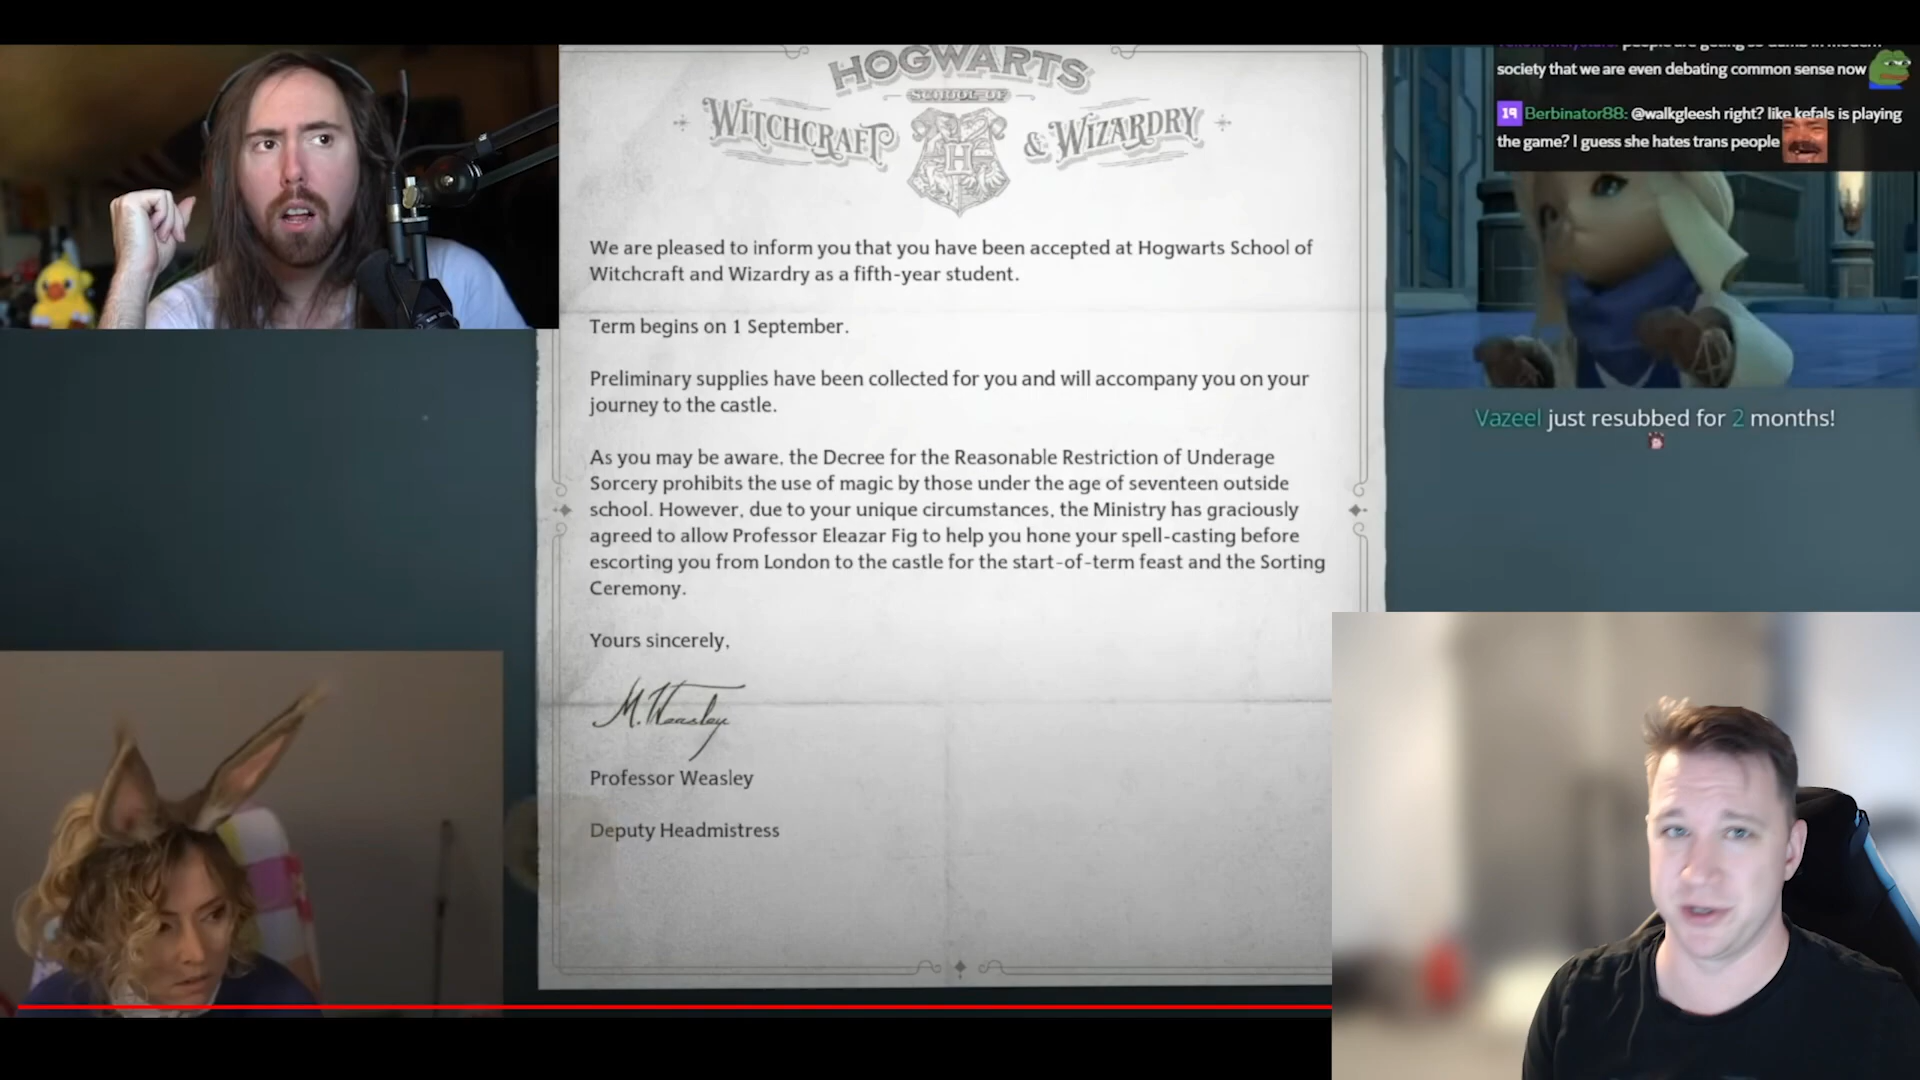 HOGWARTS
SCHOOL OF
WITCHCRAFT & WIZARDRY
H
We are pleased to inform you that you have been accepted at Hogwarts School of
Witchcraft and Wizardry as a fifth-year student.
Term begins on 1 September.
Preliminary supplies have been collected for you and will accompany you on your
journey to the castle.
As you may be aware, the Decree for the Reasonable Restriction of Underage
Sorcery prohibits the use of magic by those under the age of seventeen outside
school. However, due to your unique circumstances, the Ministry has graciously
agreed to allow Professor Eleazar Fig to help you hone your spell-casting before
escorting you from London to the castle for the start-of-term feast and the Sorting
Ceremony.
Yours sincerely,
M. Weasley
Professor Weasley
Deputy Headmistress
people are getting so dumb in modern
society that we are even debating common sense now
19 Berbinator88: @walkgleesh right? like kefals is playing
the game? I guess she hates trans people
Vazeel just resubbed for 2 months!